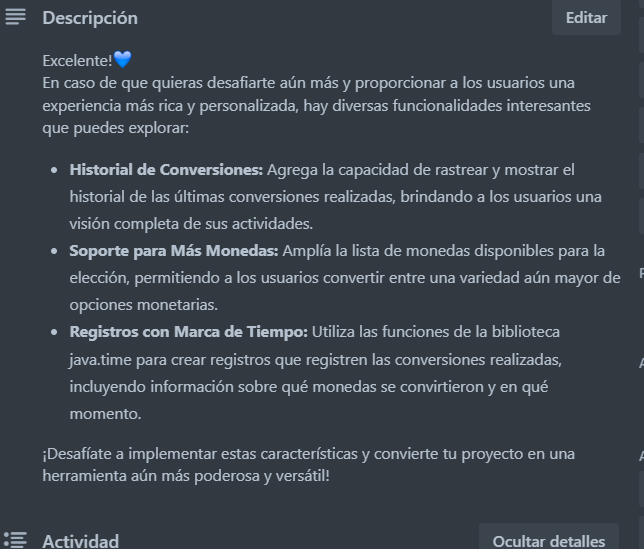 Descripción
Editar
Excelente!💙
En caso de que quieras desafiarte aún más y proporcionar a los usuarios una
experiencia más rica y personalizada, hay diversas funcionalidades interesantes
que puedes explorar:
• Historial de Conversiones: Agrega la capacidad de rastrear y mostrar el
historial de las últimas conversiones realizadas, brindando a los usuarios una
visión completa de sus actividades.
• Soporte para Más Monedas: Amplía la lista de monedas disponibles para la
elección, permitiendo a los usuarios convertir entre una variedad aún mayor de
opciones monetarias.
• Registros con Marca de Tiempo: Utiliza las funciones de la biblioteca
java.time para crear registros que registren las conversiones realizadas,
incluyendo información sobre qué monedas se convirtieron y en qué
momento.
¡Desafíate a implementar estas características y convierte tu proyecto en una
herramienta aún más poderosa y versátil!
Actividad
Ocultar detalles